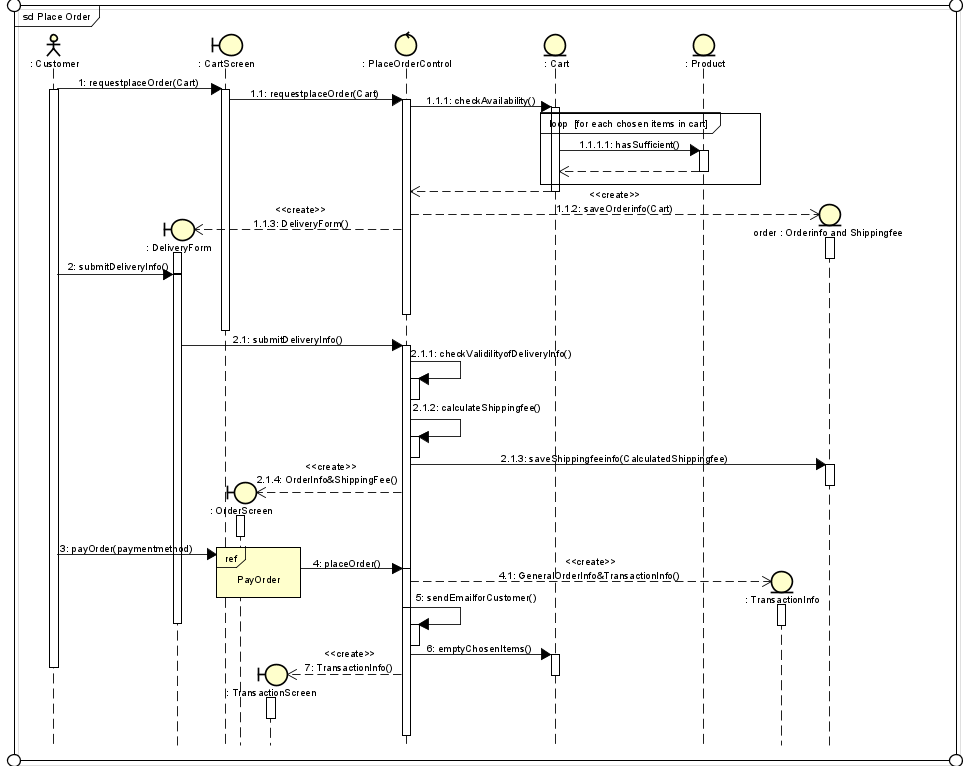 sd Place Order
: Customer
: CartScreen
: PlaceOrderControl
: Cart
: Product
1: requestplaceOrder(Cart)
1.1: requestplaceOrder(Cart)
1.1.1: checkAvailability()
loop [for each chosen items in cart]
1.1.1.1: hasSufficient()
<<create>>
1.1.2: saveOrderinfo(Cart)
<<create>>
1.1.3: DeliveryForm()
order : Orderinfo and Shippingfee
: DeliveryForm
2: submitDeliveryInfo()
2.1: submitDeliveryInfo()
2.1.1: checkValidilityofDeliveryInfo()
2.1.2: calculateShippingfee()
2.1.3: saveShippingfeeinfo(CalculatedShippingfee)
<<create>>
2.1.4: OrderInfo&ShippingFee()
: OrderScreen
3: payOrder(paymentmethod)
ref
PayOrder
4: placeOrder()
<<create>>
4.1: GeneralOrderInfo&TransactionInfo()
: TransactionInfo
5: sendEmailforCustomer()
6: emptyChosenItems()
<<create>>
7: TransactionInfo()
: TransactionScreen